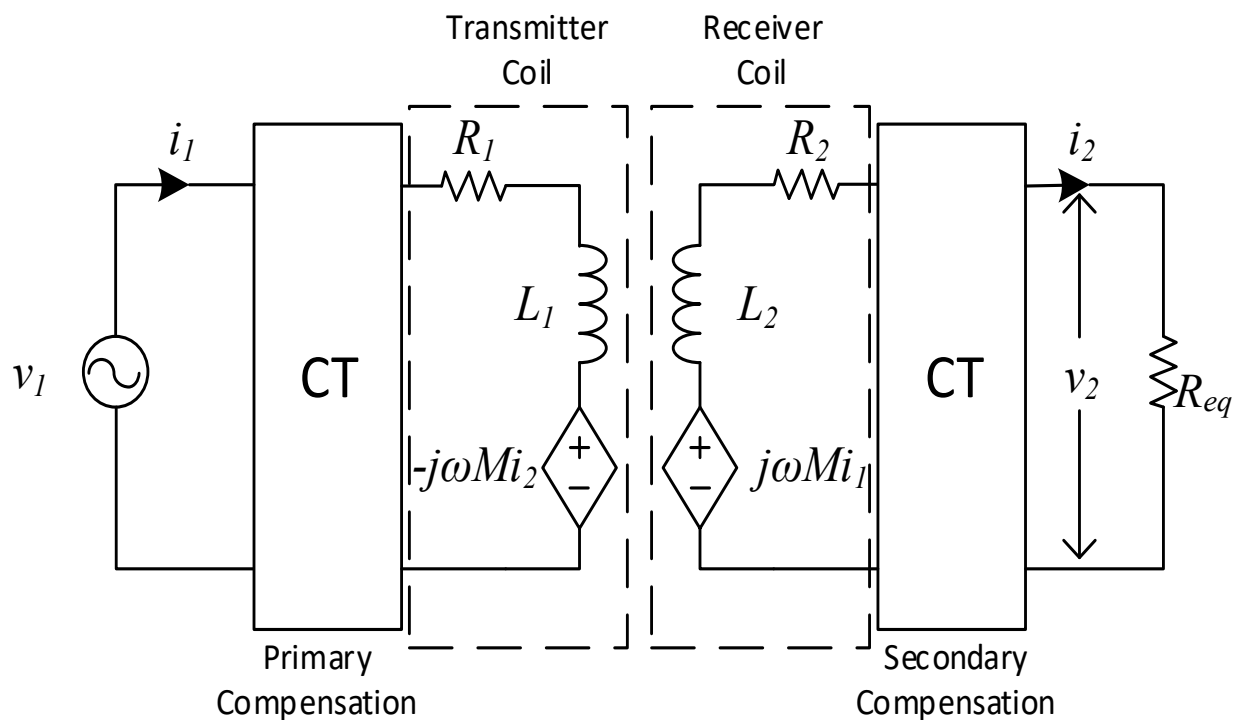 Transmitter
Coil
Receiver
Coil
i1
R1
R2
i2
L1
L2
v1
CT
CT
v2
Req
+
−
-jωMi2
+
−
jωMi1
Primary
Compensation
Secondary
Compensation